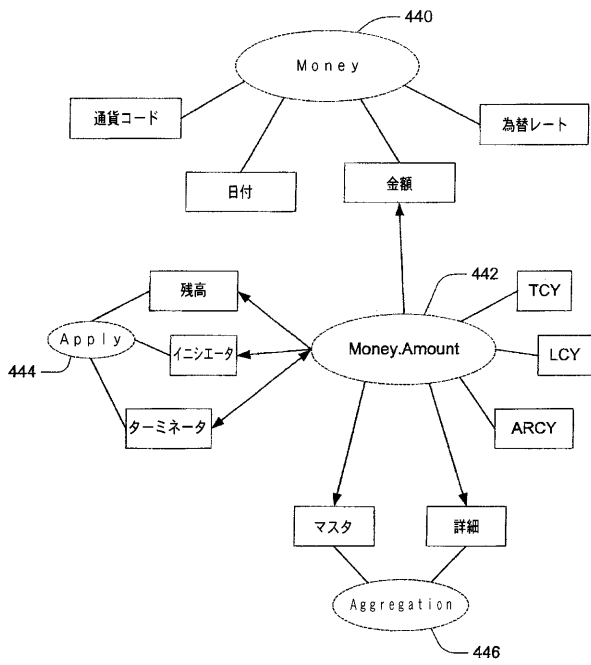 440
Money
通貨コード
為替レート
日付
金額
442
残高
TCY
Apply
イニシエータ
Money.Amount
LCY
444
ターミネータ
ARCY
マスタ
詳細
Aggregation
446